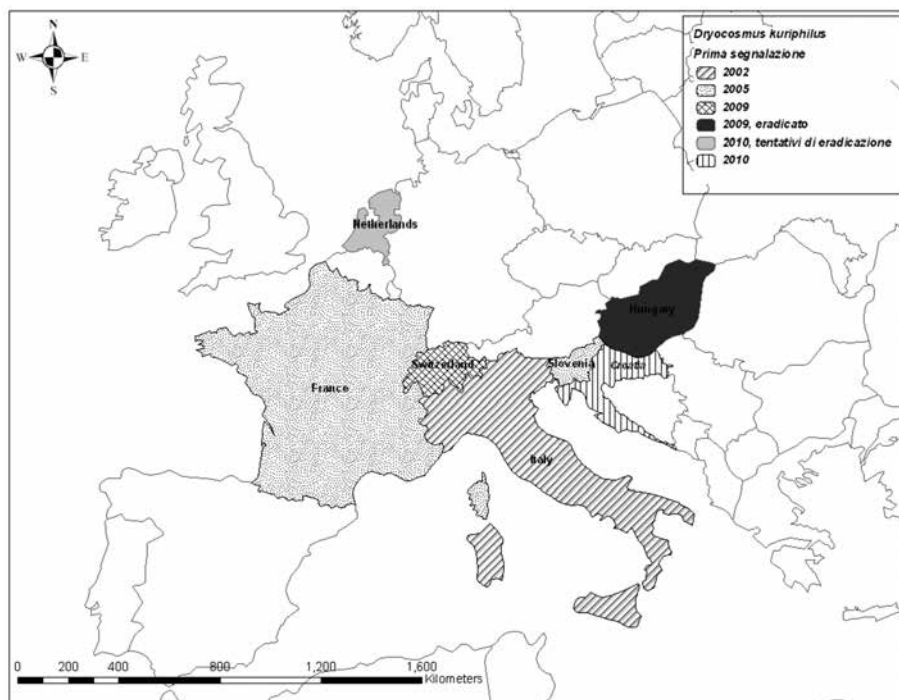 N
W E
S
Dryocosmus kuriphilus
Prima segnalazione
2002
2005
2009
2009, eradicato
2010, tentativi di eradicazione
2010
Netherlands
Hungary
Switzerland
Slovenia
Croatia
France
Italy
0 200 400 800 1,200 1,600
Kilometers